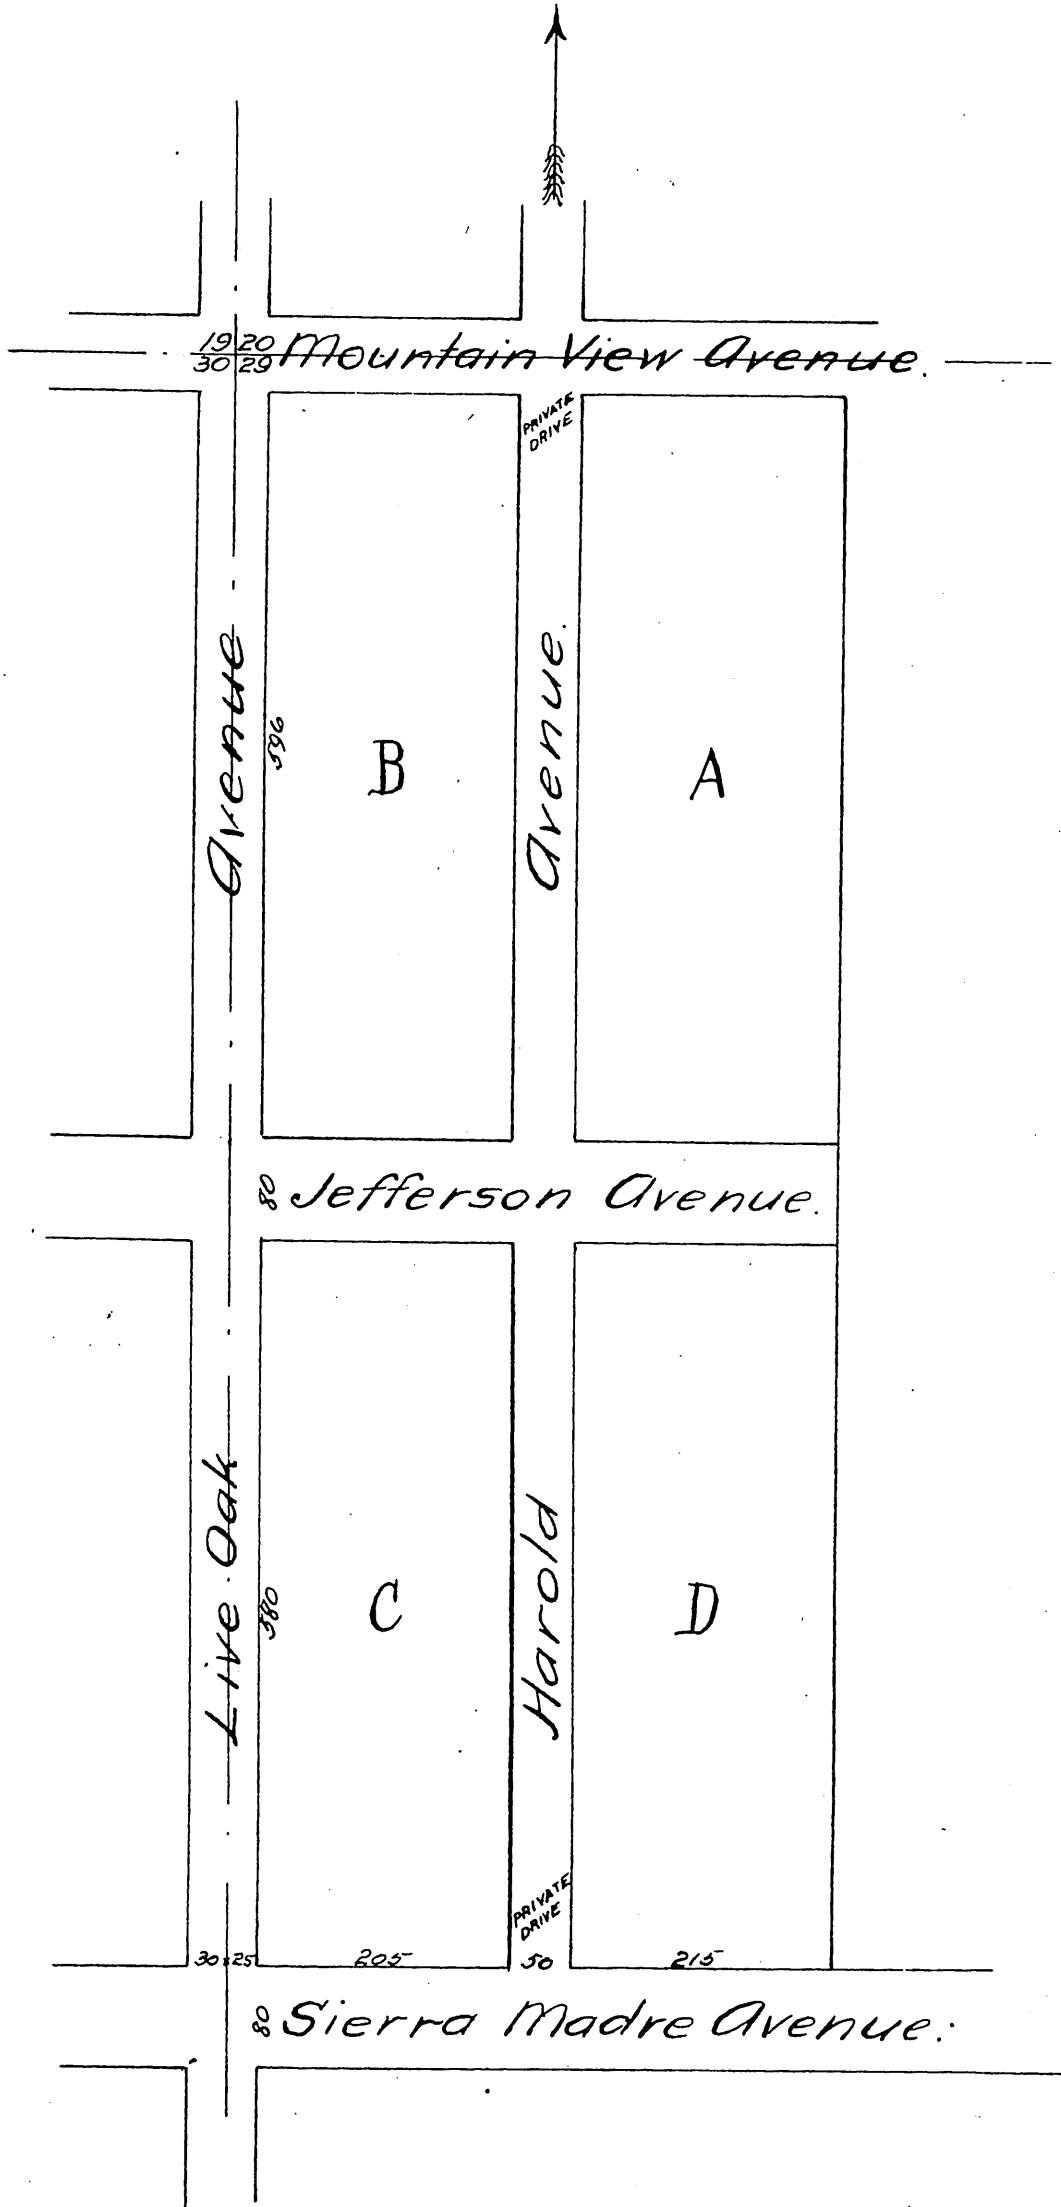 19 20
30 29
Mountain View Avenue.
PRIVATE
DRIVE
Avenue
596
B
Avenue.
A
80
Jefferson Avenue.
Live Oak
580
C
Harold
D
PRIVATE
DRIVE
30 25
205
50
215
80
Sierra Madre Avenue.